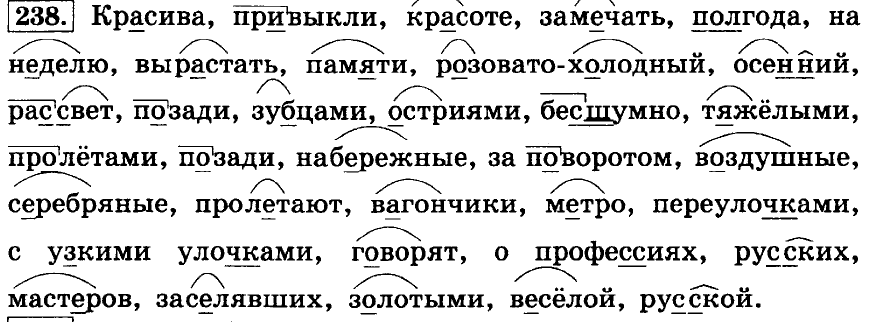 238. Красива, привыкли, красоте, замечать, полгода, на
неделю, вырастать, памяти, розовато-холодный, осенний,
рассвет, позади, зубцами, остриями, бесшумно, тяжёлыми,
пролётами, позади, набережные, за поворотом, воздушные,
серебряные, пролетают, вагончики, метро, переулочками,
с узкими улочками, говорят, о профессиях, русских,
мастеров, заселявших, золотыми, весёлой, русской.